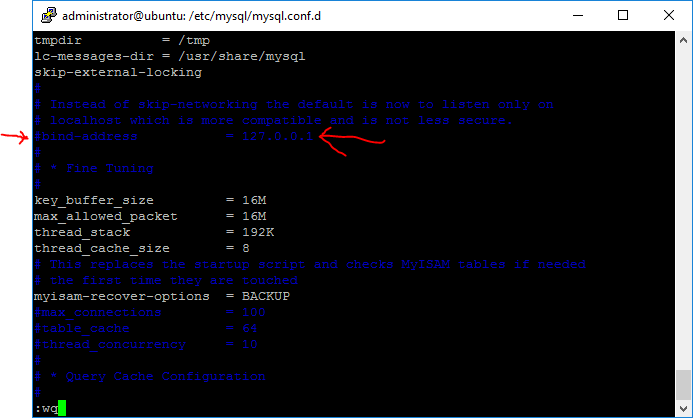 administrator@ubuntu: /etc/mysql/mysql.conf.d
tmpdir = /tmp
lc-messages-dir = /usr/share/mysql
skip-external-locking
#
# Instead of skip-networking the default is now to listen only on
# localhost which is more compatible and is not less secure.
#bind-address = 127.0.0.1
#
# * Fine Tuning
#
key_buffer_size = 16M
max_allowed_packet = 16M
thread_stack = 192K
thread_cache_size = 8
# This replaces the startup script and checks MyISAM tables if needed
# the first time they are touched
myisam-recover-options = BACKUP
#max_connections = 100
#table_cache = 64
#thread_concurrency = 10
#
# * Query Cache Configuration
#
:wq